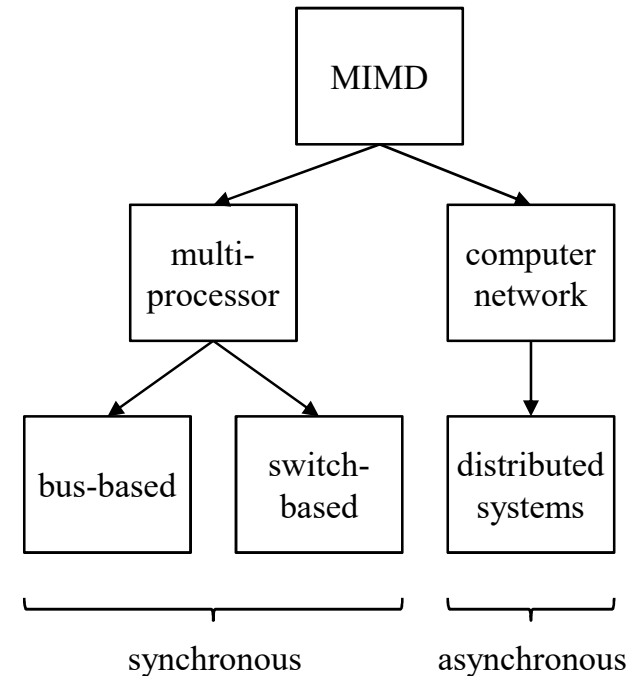 MIMD
multi-
processor
computer
network
bus-based
switch-
based
distributed
systems
synchronous
asynchronous